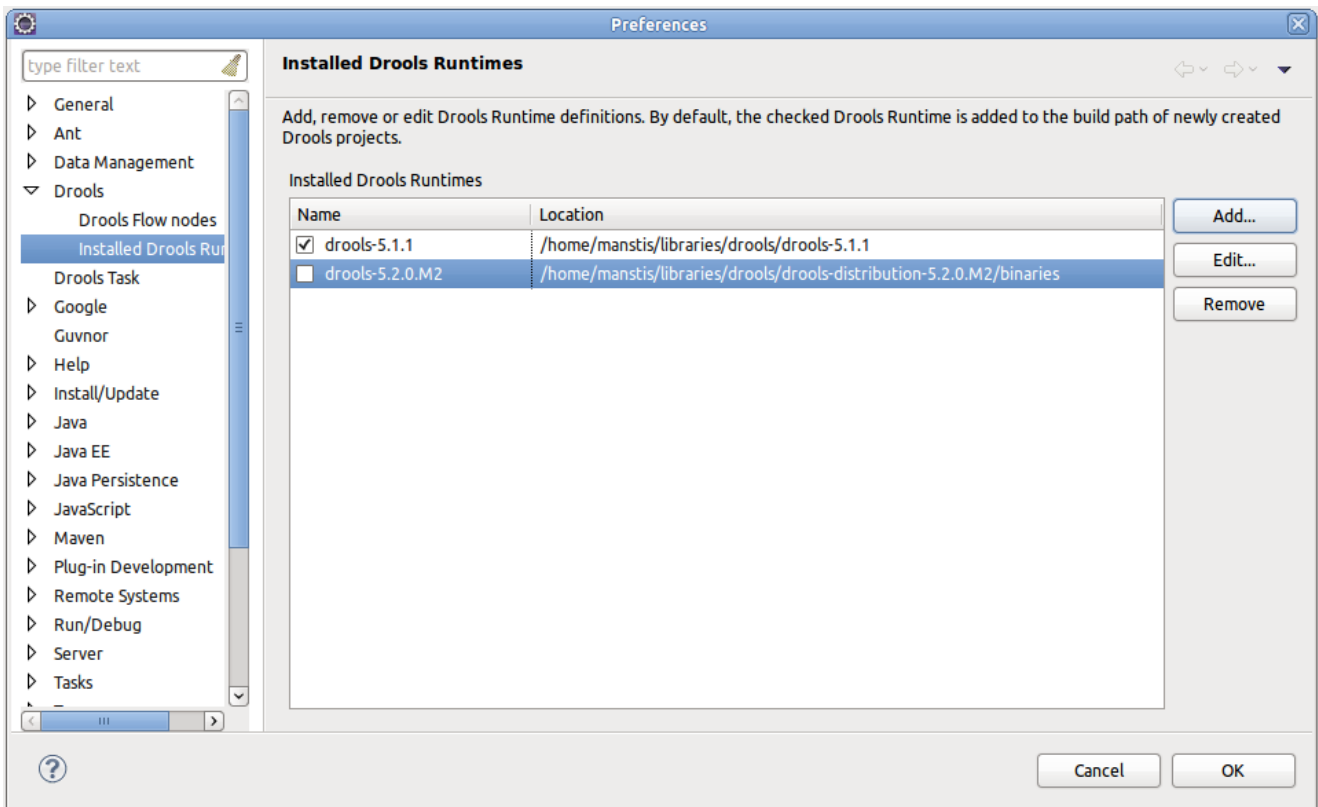 Preferences
type filter text
General
Ant
Data Management
Drools
Drools Flow nodes
Installed Drools Run
Drools Task
Google
Guvnor
Help
Install/Update
Java
Java EE
Java Persistence
JavaScript
Maven
Plug-in Development
Remote Systems
Run/Debug
Server
Tasks
Installed Drools Runtimes
Add, remove or edit Drools Runtime definitions. By default, the checked Drools Runtime is added to the build path of newly created
Drools projects.
Installed Drools Runtimes
Name Location
drools-5.1.1 /home/manstis/libraries/drools/drools-5.1.1
drools-5.2.0.M2 /home/manstis/libraries/drools/drools-distribution-5.2.0.M2/binaries
Add...
Edit...
Remove
Cancel OK